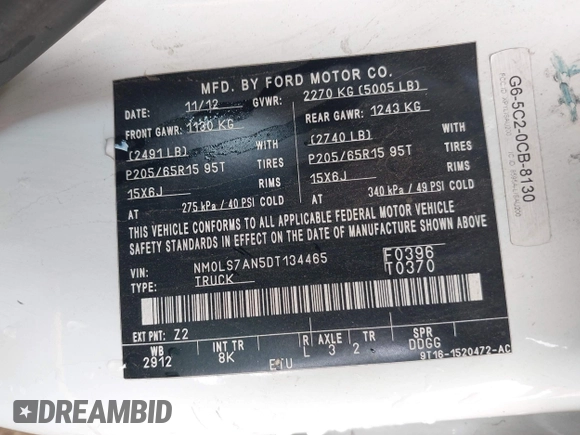 MFD. BY FORD MOTOR CO.
DATE: 11/12 GVWR: 2270 KG (5005 LB)
FRONT GAWR: 1130 KG REAR GAWR: 1243 KG
(2491 LB) (2740 LB)
P205/65R15 95T TIRES P205/65R15 95T TIRES
15X6J RIMS 15X6J RIMS
AT 275 kPa / 40 PSI COLD AT 340 kPa / 49 PSI COLD
THIS VEHICLE CONFORMS TO ALL APPLICABLE FEDERAL MOTOR VEHICLE
SAFETY STANDARDS IN EFFECT ON THE DATE OF MANUFACTURE SHOWN ABOVE.
VIN: NM0LS7AN5DT134465 F0396
TYPE: TRUCK T0370
EXT PNT: Z2
WB INT TR R AXLE TR SPR
2912 8K L 3 2 DDGG
9T16-1520472-AC
G6-5C2-0CB-8130
DREAMBID
dreambid.com